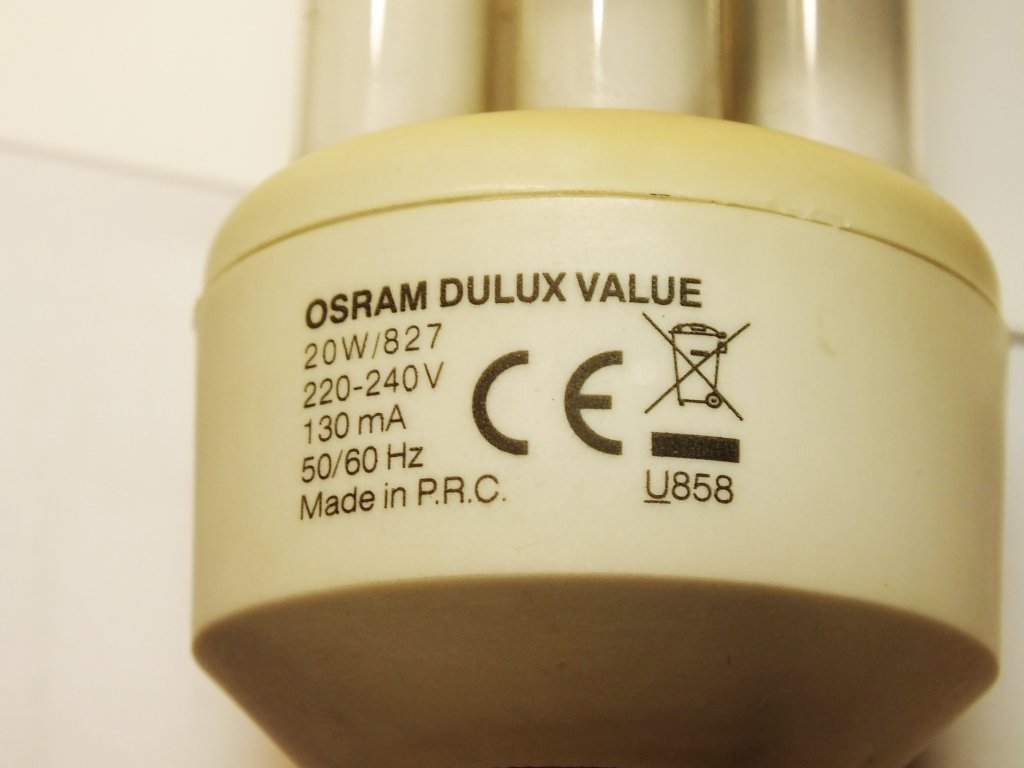 OSRAM DULUX VALUE
20W/827
220-240V
130 mA
50/60 Hz
Made in P.R.C.
CE
U858